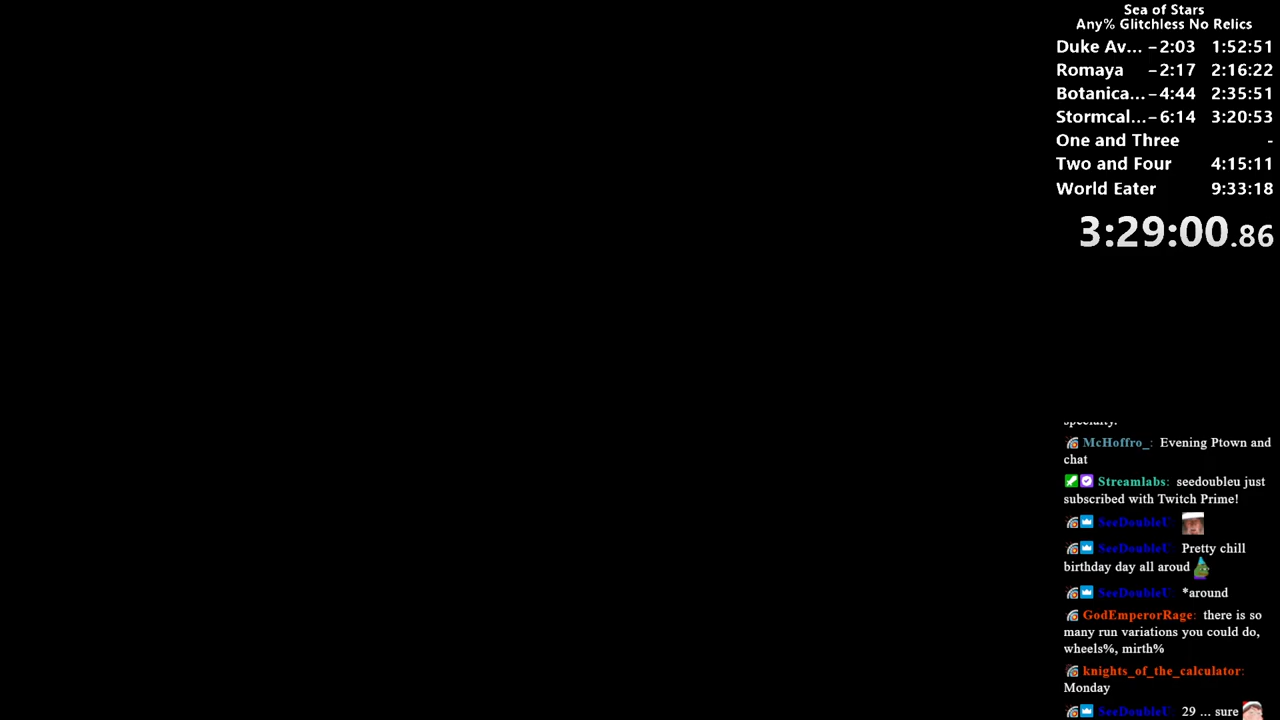 Sea of Stars
Any% Glitchless No Relics
Duke Av... −2:03 1:52:51
Romaya −2:17 2:16:22
Botanica... −4:44 2:35:51
Stormcal... −6:14 3:20:53
One and Three -
Two and Four 4:15:11
World Eater 9:33:18
3:29:00.86
specialty.
McHoffro_: Evening Ptown and
chat
Streamlabs: seedoubleu just
subscribed with Twitch Prime!
SeeDoubleU:
SeeDoubleU: Pretty chill
birthday day all aroud
SeeDoubleU: *around
GodEmperorRage: there is so
many run variations you could do,
wheels%, mirth%
knights_of_the_calculator:
Monday
SeeDoubleU: 29 ... sure